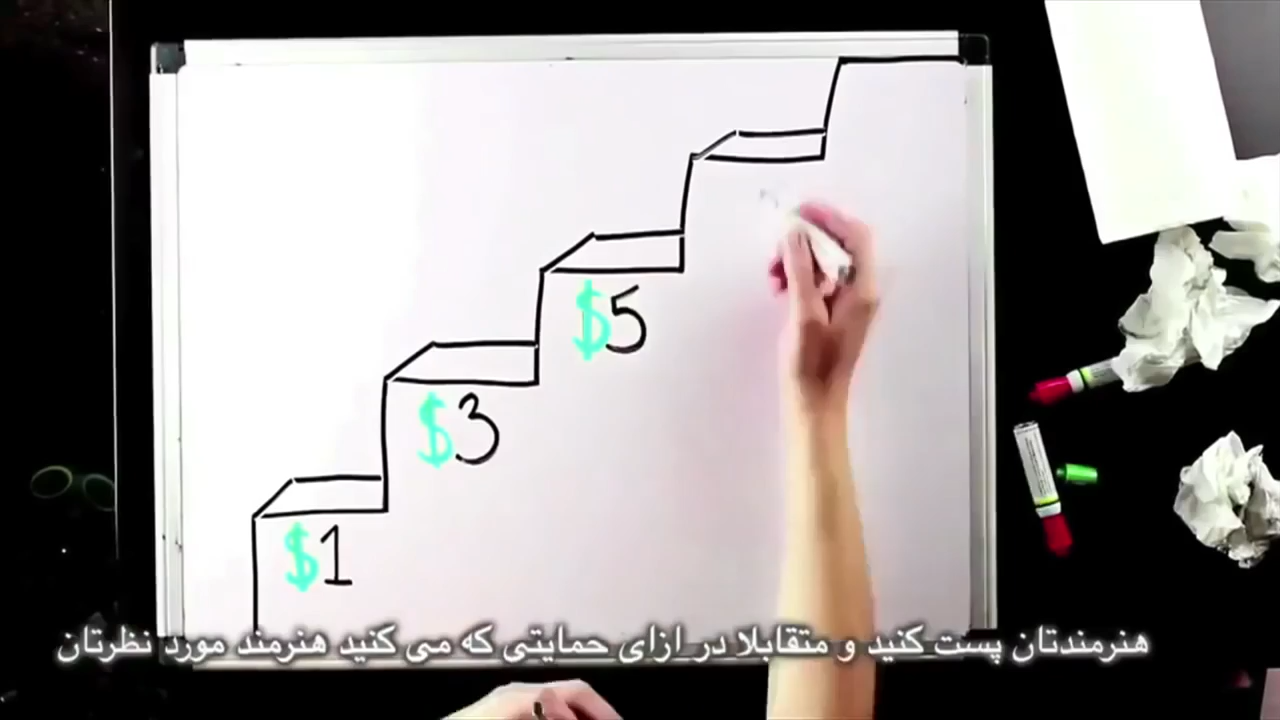 $5
$3
$1
هنرمندتان پست کنید و متقابلا در ازای حمایتی که می کنید هنرمند مورد نظرتان